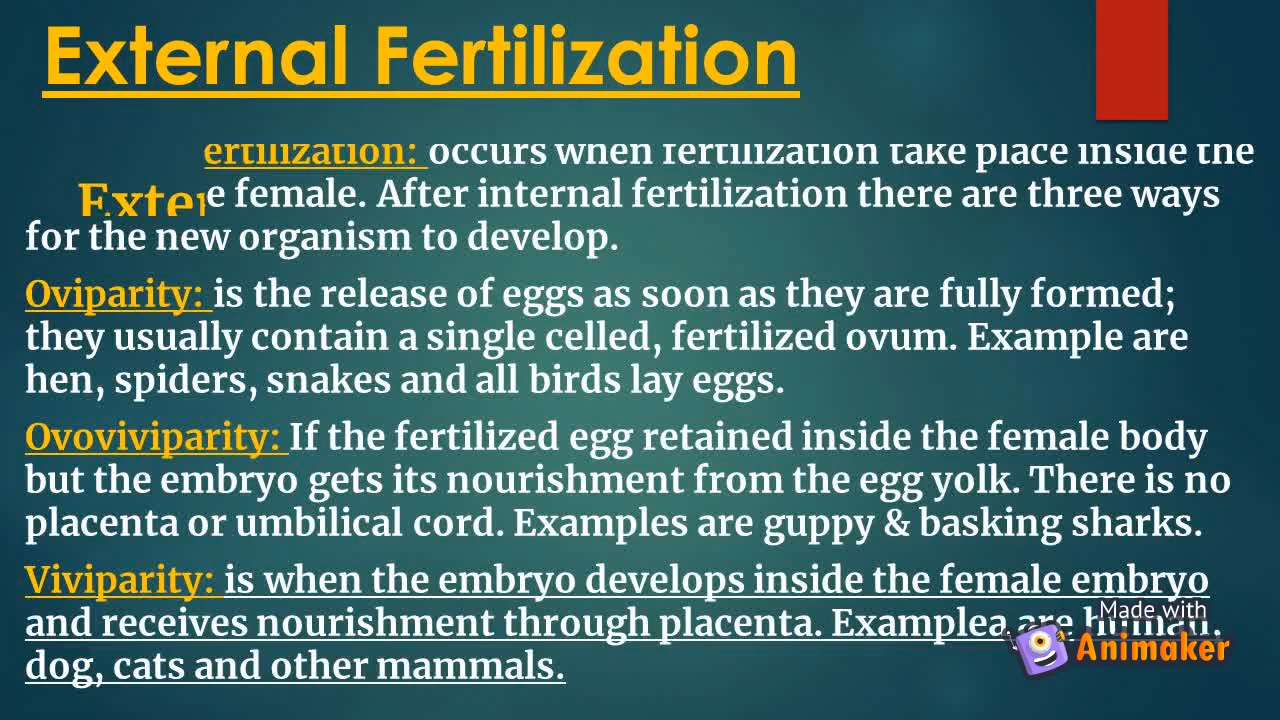 External Fertilization
ertilization: occurs when fertilization take place inside the
Exter
e female. After internal fertilization there are three ways
for the new organism to develop.
Oviparity: is the release of eggs as soon as they are fully formed;
they usually contain a single celled, fertilized ovum. Example are
hen, spiders, snakes and all birds lay eggs.
Ovoviviparity: If the fertilized egg retained inside the female body
but the embryo gets its nourishment from the egg yolk. There is no
placenta or umbilical cord. Examples are guppy & basking sharks.
Viviparity: is when the embryo develops inside the female embryo
and receives nourishment through placenta. Examplea are human,
dog, cats and other mammals.
Made with
Animaker